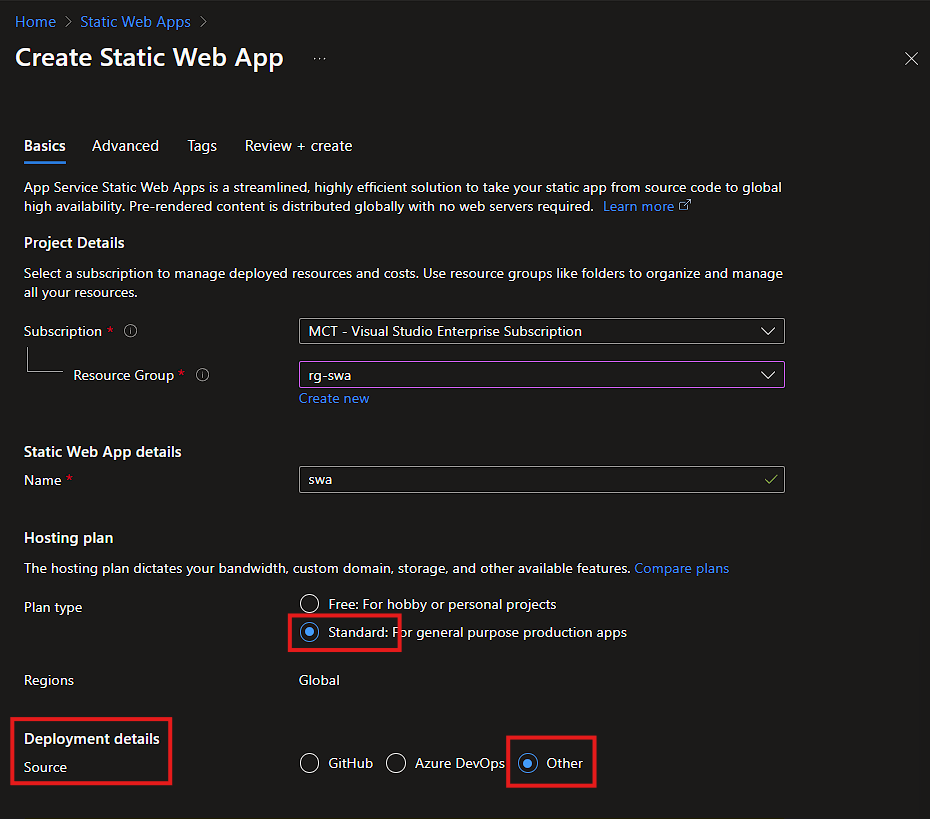 Home > Static Web Apps >
Create Static Web App ...
Basics Advanced Tags Review + create
App Service Static Web Apps is a streamlined, highly efficient solution to take your static app from source code to global
high availability. Pre-rendered content is distributed globally with no web servers required. Learn more
Project Details
Select a subscription to manage deployed resources and costs. Use resource groups like folders to organize and manage
all your resources.
Subscription * MCT - Visual Studio Enterprise Subscription
Resource Group * rg-swa
Create new
Static Web App details
Name * swa
Hosting plan
The hosting plan dictates your bandwidth, custom domain, storage, and other available features. Compare plans
Plan type
Free: For hobby or personal projects
Standard: For general purpose production apps
Regions Global
Deployment details
Source GitHub Azure DevOps Other